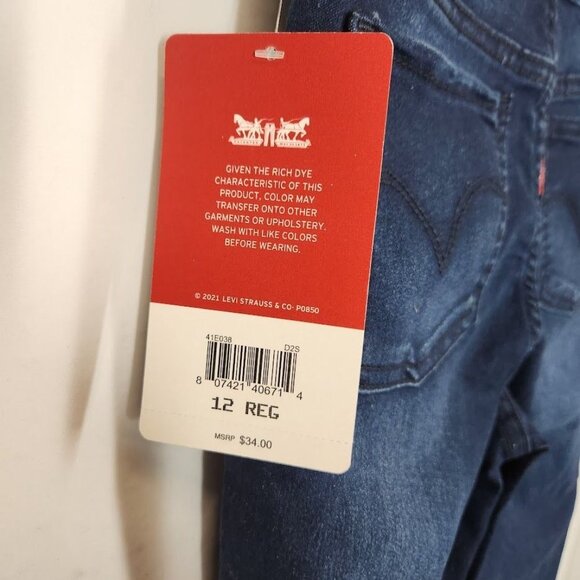 GIVEN THE RICH DYE
CHARACTERISTIC OF THIS
PRODUCT, COLOR MAY
TRANSFER ONTO OTHER
GARMENTS OR UPHOLSTERY.
WASH WITH LIKE COLORS
BEFORE WEARING.
© 2021 LEVI STRAUSS & CO- P0850
41E038 D2S
8 07421 40671 4
12 REG
MSRP $34.00